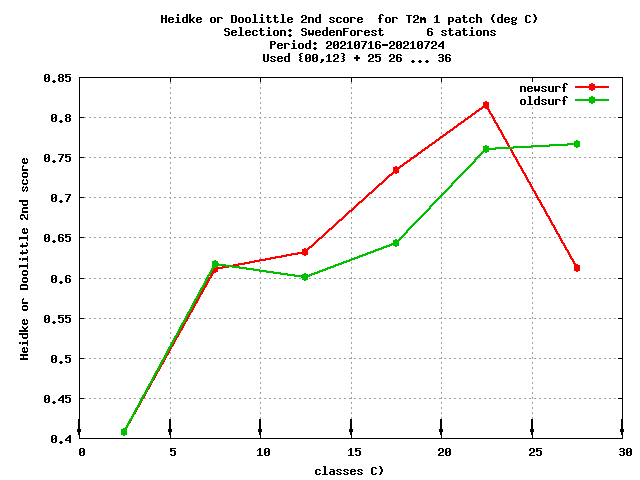 Heidke or Doolittle 2nd score  for T2m 1 patch (deg C)
Selection: SwedenForest      6 stations
Period: 20210716-20210724
Used {00,12} + 25 26 ... 36
newsurf
oldsurf
0.85
0.8
0.75
0.7
0.65
0.6
0.55
0.5
0.45
0.4
Heidke or Doolittle 2nd score
0 5 10 15 20 25 30
classes C)